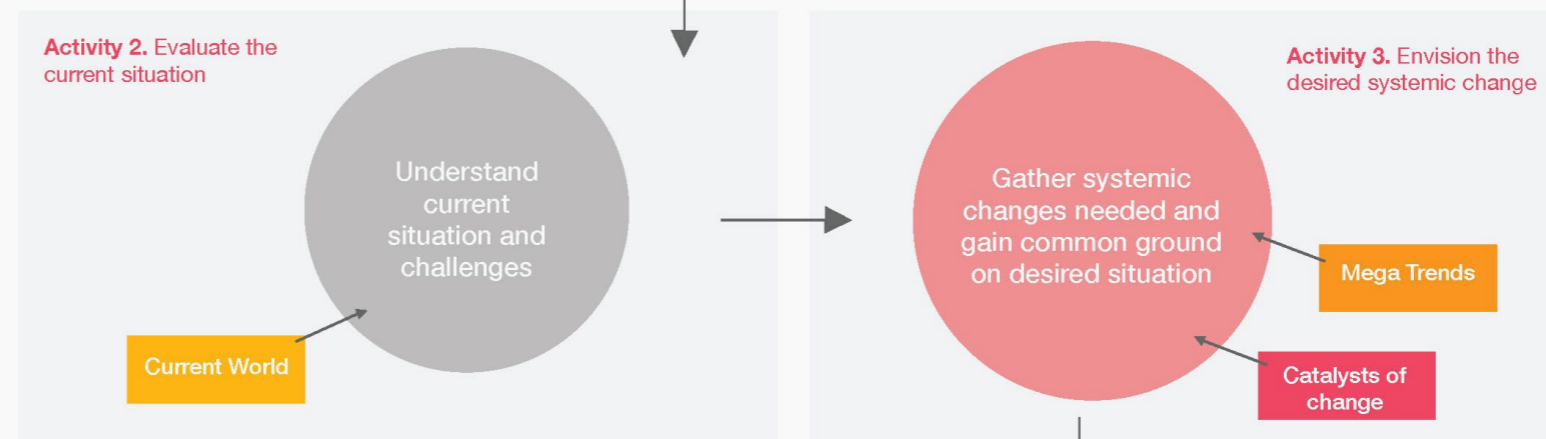 Activity 2. Evaluate the
current situation
Understand
current
situation and
challenges
Current World
Activity 3. Envision the
desired systemic change
Gather systemic
changes needed and
gain common ground
on desired situation
Mega Trends
Catalysts of
change